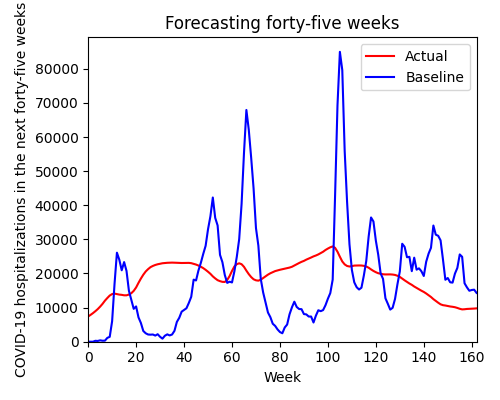 Forecasting forty-five weeks
COVID-19 hospitalizations in the next forty-five weeks
80000
70000
60000
50000
40000
30000
20000
10000
0
Actual
Baseline
0 20 40 60 80 100 120 140 160
Week